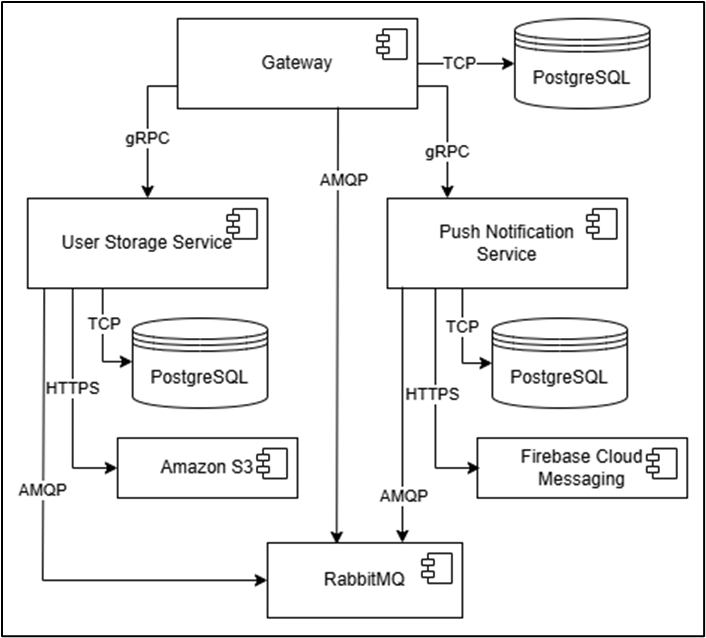 Gateway
TCP
PostgreSQL
gRPC
AMQP
gRPC
User Storage Service
Push Notification
Service
TCP
PostgreSQL
TCP
PostgreSQL
HTTPS
HTTPS
Amazon S3
Firebase Cloud
Messaging
AMQP
AMQP
RabbitMQ